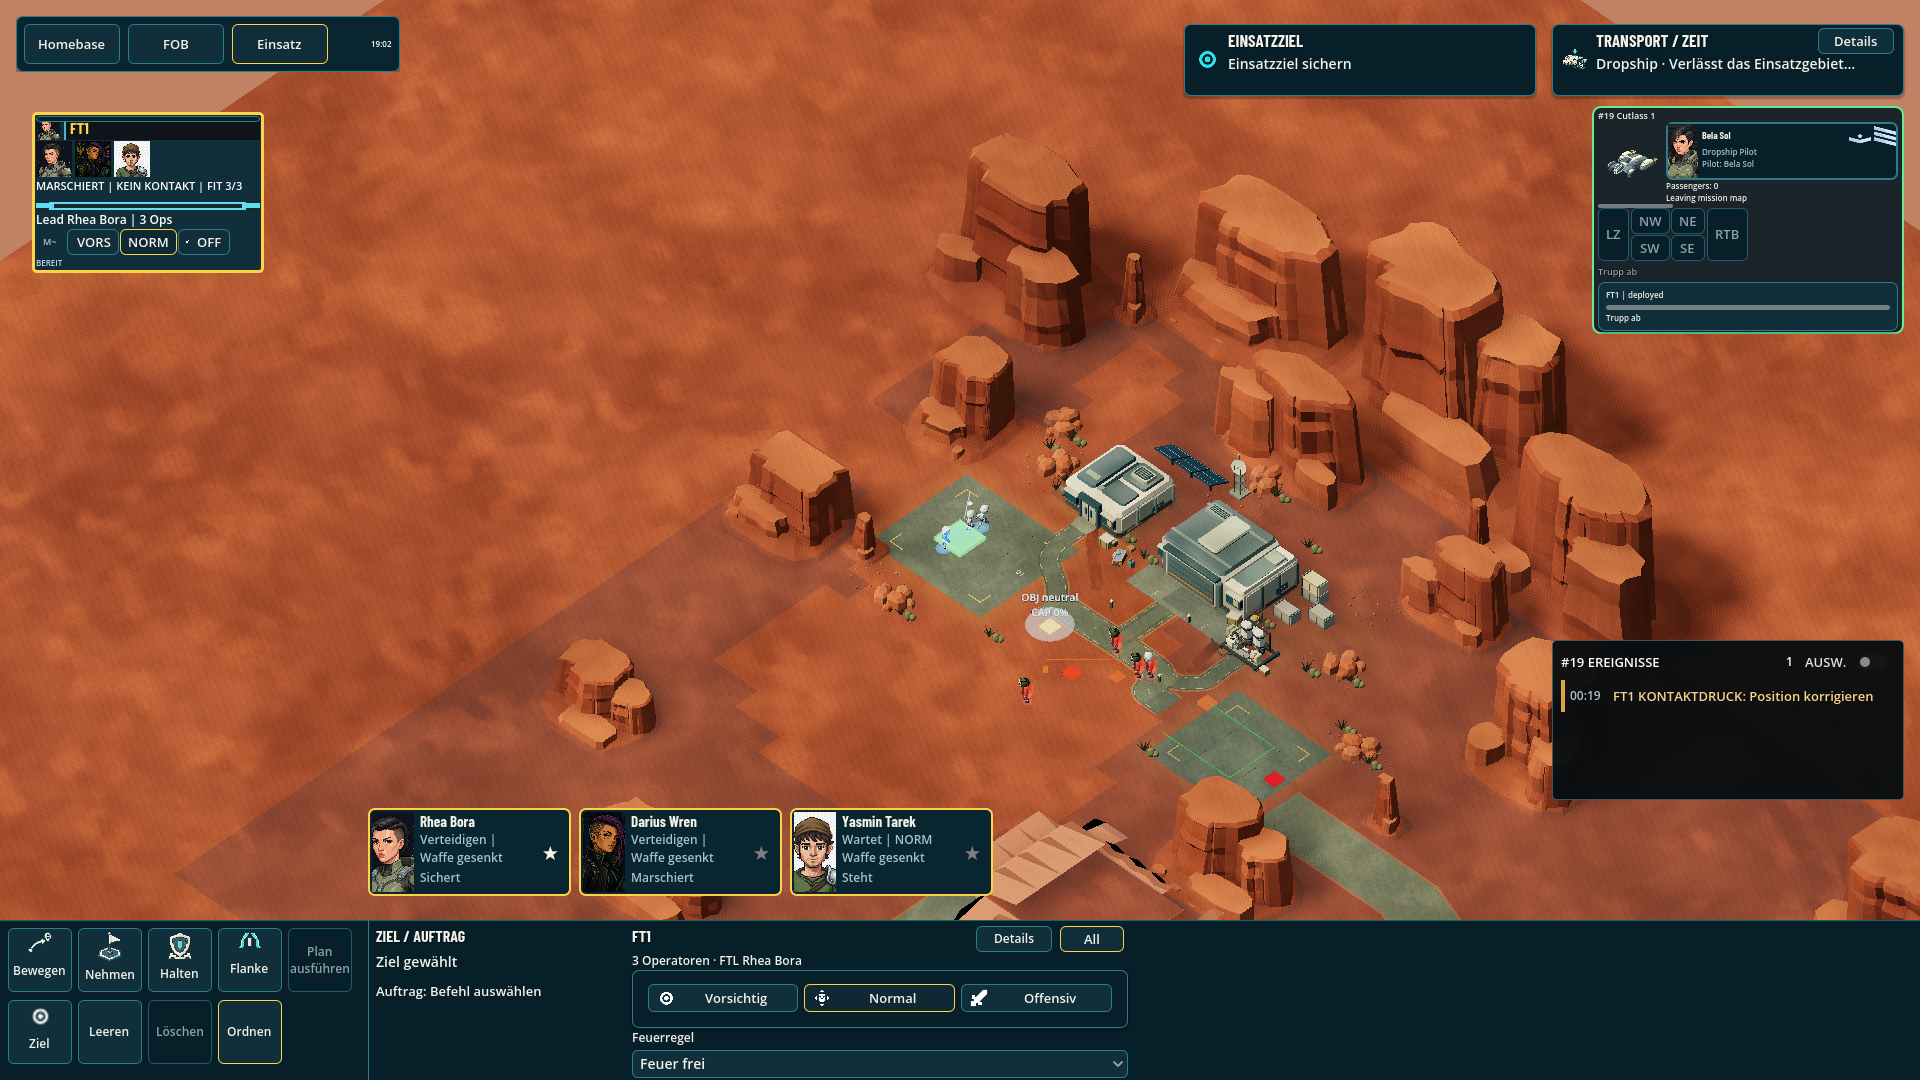 Homebase
FOB
Einsatz
19:02
EINSATZZIEL
Einsatzziel sichern
TRANSPORT / ZEIT
Details
Dropship · Verlässt das Einsatzgebiet...
FT1
MARSCHIERT | KEIN KONTAKT | FIT 3/3
Lead Rhea Bora | 3 Ops
M~
VORS
NORM
OFF
BEREIT
#19 Cutlass 1
Bela Sol
Dropship Pilot
Pilot: Bela Sol
Passengers: 0
Leaving mission map
LZ
NW
NE
RTB
SW
SE
Trupp ab
FT1 | deployed
Trupp ab
OBJ neutral
CAP 0%
#19 EREIGNISSE
1
AUSW.
00:19
FT1 KONTAKTDRUCK: Position korrigieren
Rhea Bora
Verteidigen |
Waffe gesenkt
Sichert
Darius Wren
Verteidigen |
Waffe gesenkt
Marschiert
Yasmin Tarek
Wartet | NORM
Waffe gesenkt
Steht
Bewegen
Nehmen
Halten
Flanke
Plan
ausführen
Ziel
Leeren
Löschen
Ordnen
ZIEL / AUFTRAG
Ziel gewählt
Auftrag: Befehl auswählen
FT1
Details
All
3 Operatoren · FTL Rhea Bora
Vorsichtig
Normal
Offensiv
Feuerregel
Feuer frei